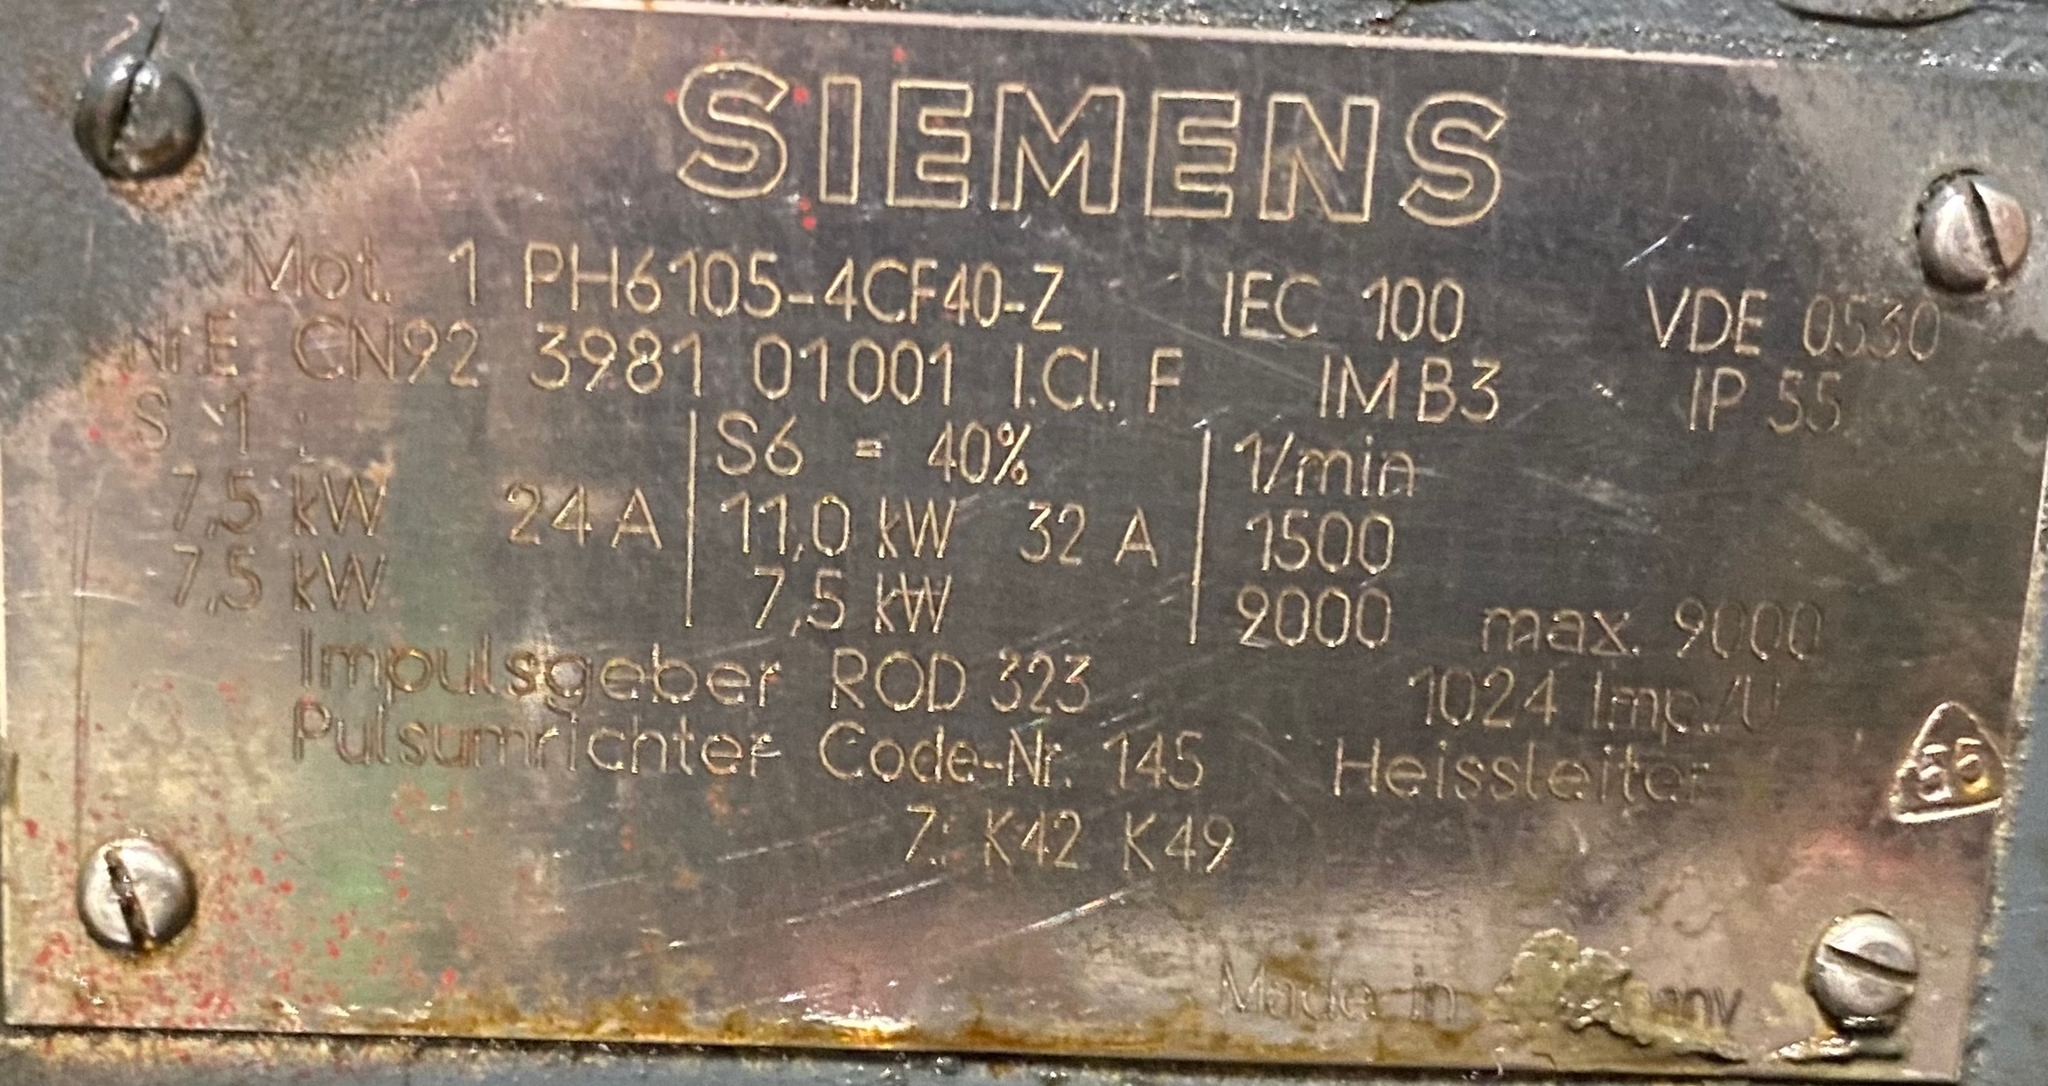 SIEMENS
Mot. 1 PH6105-4CF40-Z IEC 100 VDE 0530
Nr.E CN92 3981 01001 I.Cl. F IM B3 IP 55
S 1 : S6 = 40% 1/min
7,5 kW 24 A 11,0 kW 32 A 1500
7,5 kW 7,5 kW 2000 max. 9000
Impulsgeber ROD 323 1024 Imp./U
Pulsumrichter Code-Nr. 145 Heissleiter
Z: K42 K49
Made in